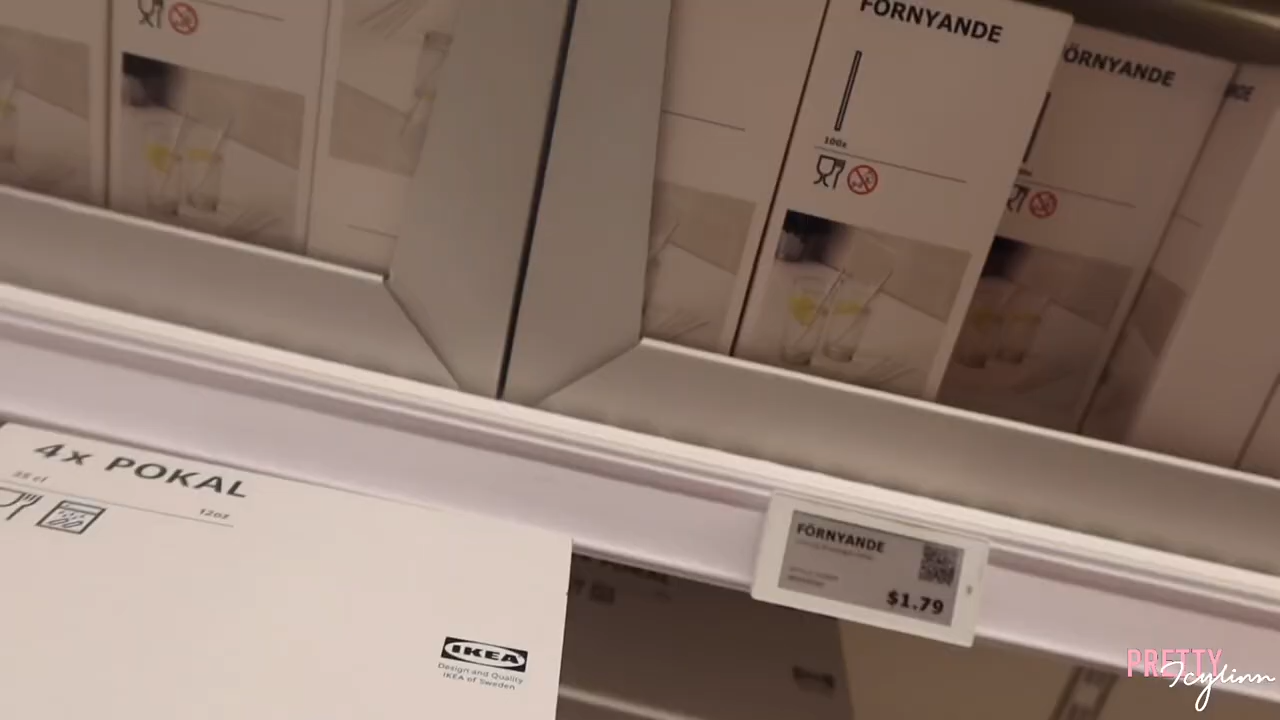 FÖRNYANDE
100x
ÖRNYANDE
4x POKAL
35 cl
12oz
FÖRNYANDE
$1.79
IKEA
Design and Quality
IKEA of Sweden
PRETTY
Icylinn